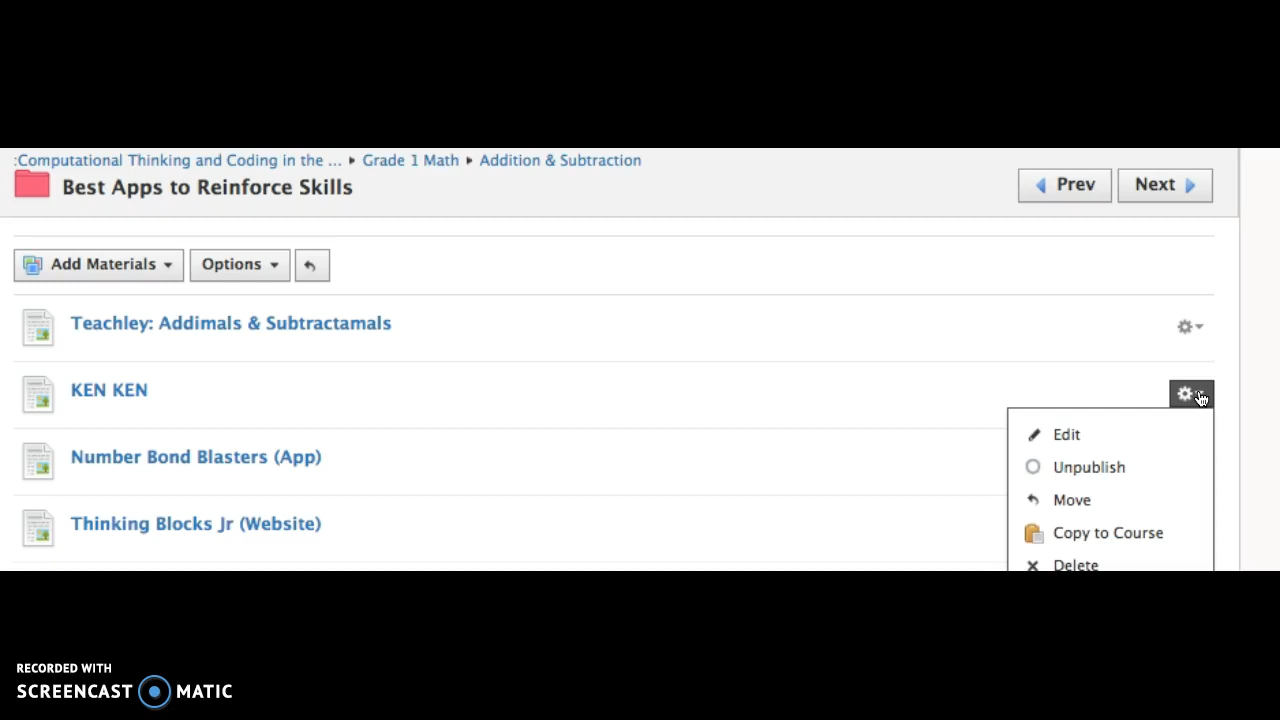 :Computational Thinking and Coding in the ... ▸ Grade 1 Math ▸ Addition & Subtraction
Best Apps to Reinforce Skills
Prev
Next
Add Materials
Options
Teachley: Addimals & Subtractamals
KEN KEN
Edit
Number Bond Blasters (App)
Unpublish
Move
Thinking Blocks Jr (Website)
Copy to Course
Delete
RECORDED WITH
SCREENCAST MATIC